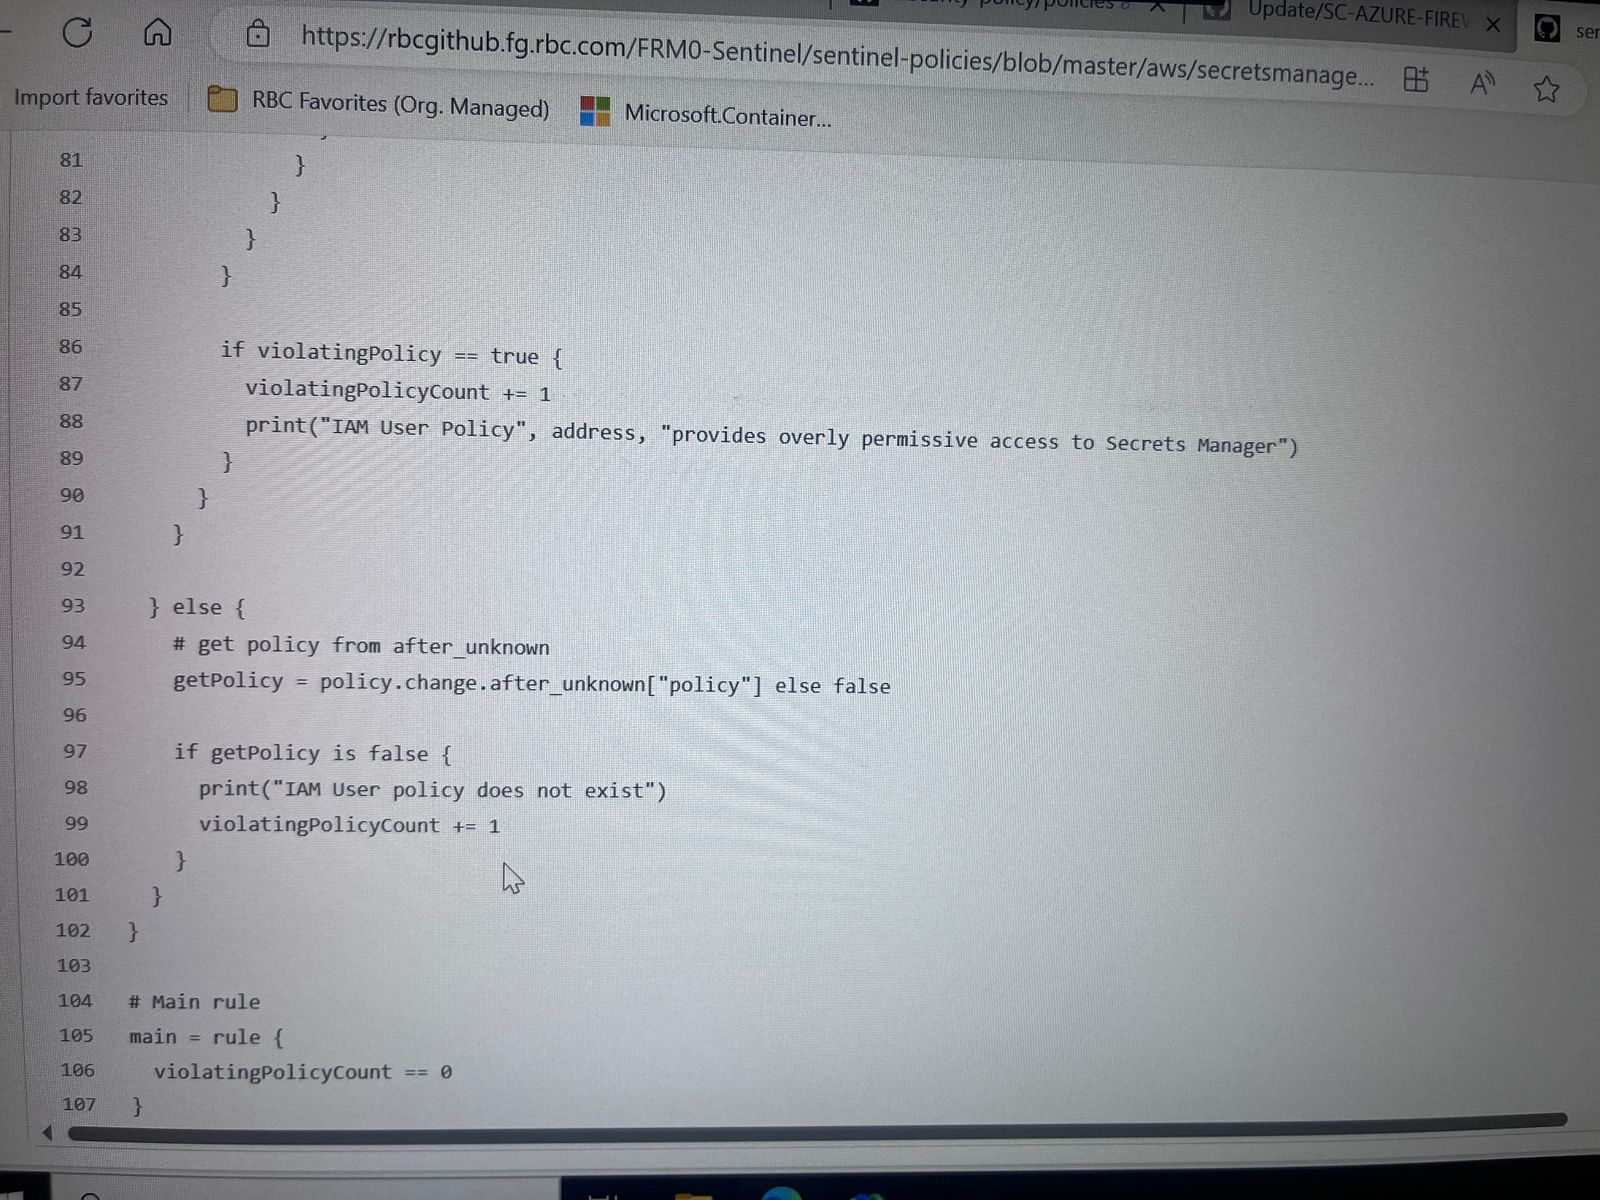 Update/SC-AZURE-FIREV
https://rbcgithub.fg.rbc.com/FRM0-Sentinel/sentinel-policies/blob/master/aws/secretsmanage...
Import favorites
RBC Favorites (Org. Managed)
Microsoft.Container...
81 }
82 }
83 }
84 }
85
86 if violatingPolicy == true {
87 violatingPolicyCount += 1
88 print("IAM User Policy", address, "provides overly permissive access to Secrets Manager")
89 }
90 }
91 }
92
93 } else {
94 # get policy from after_unknown
95 getPolicy = policy.change.after_unknown["policy"] else false
96
97 if getPolicy is false {
98 print("IAM User policy does not exist")
99 violatingPolicyCount += 1
100 }
101 }
102 }
103
104 # Main rule
105 main = rule {
106 violatingPolicyCount == 0
107 }